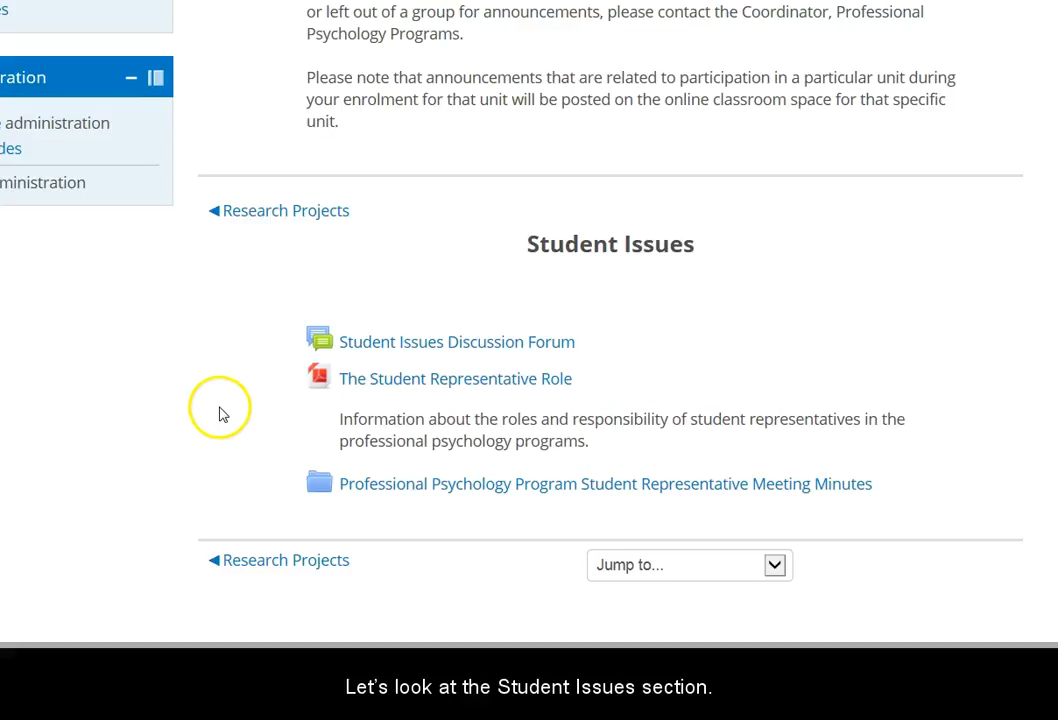 or left out of a group for announcements, please contact the Coordinator, Professional
Psychology Programs.
ration
Please note that announcements that are related to participation in a particular unit during
your enrolment for that unit will be posted on the online classroom space for that specific
unit.
administration
des
ministration
◀ Research Projects
Student Issues
Student Issues Discussion Forum
The Student Representative Role
Information about the roles and responsibility of student representatives in the
professional psychology programs.
Professional Psychology Program Student Representative Meeting Minutes
◀ Research Projects
Jump to...
Let's look at the Student Issues section.